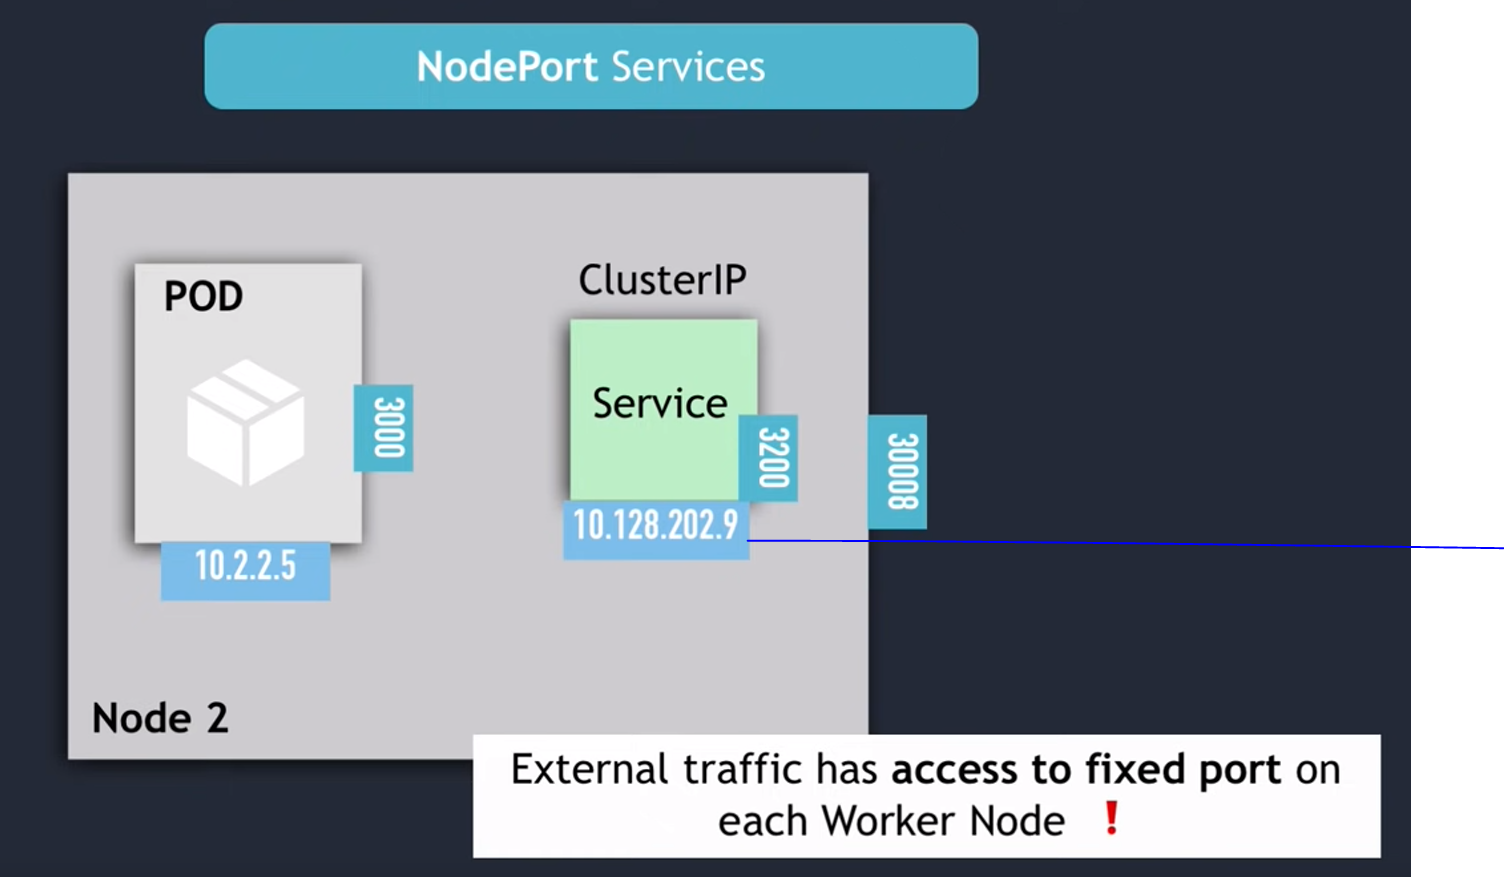 NodePort Services
POD
3000
10.2.2.5
ClusterIP
Service
3200
10.128.202.9
30008
Node 2
External traffic has access to fixed port on
each Worker Node !